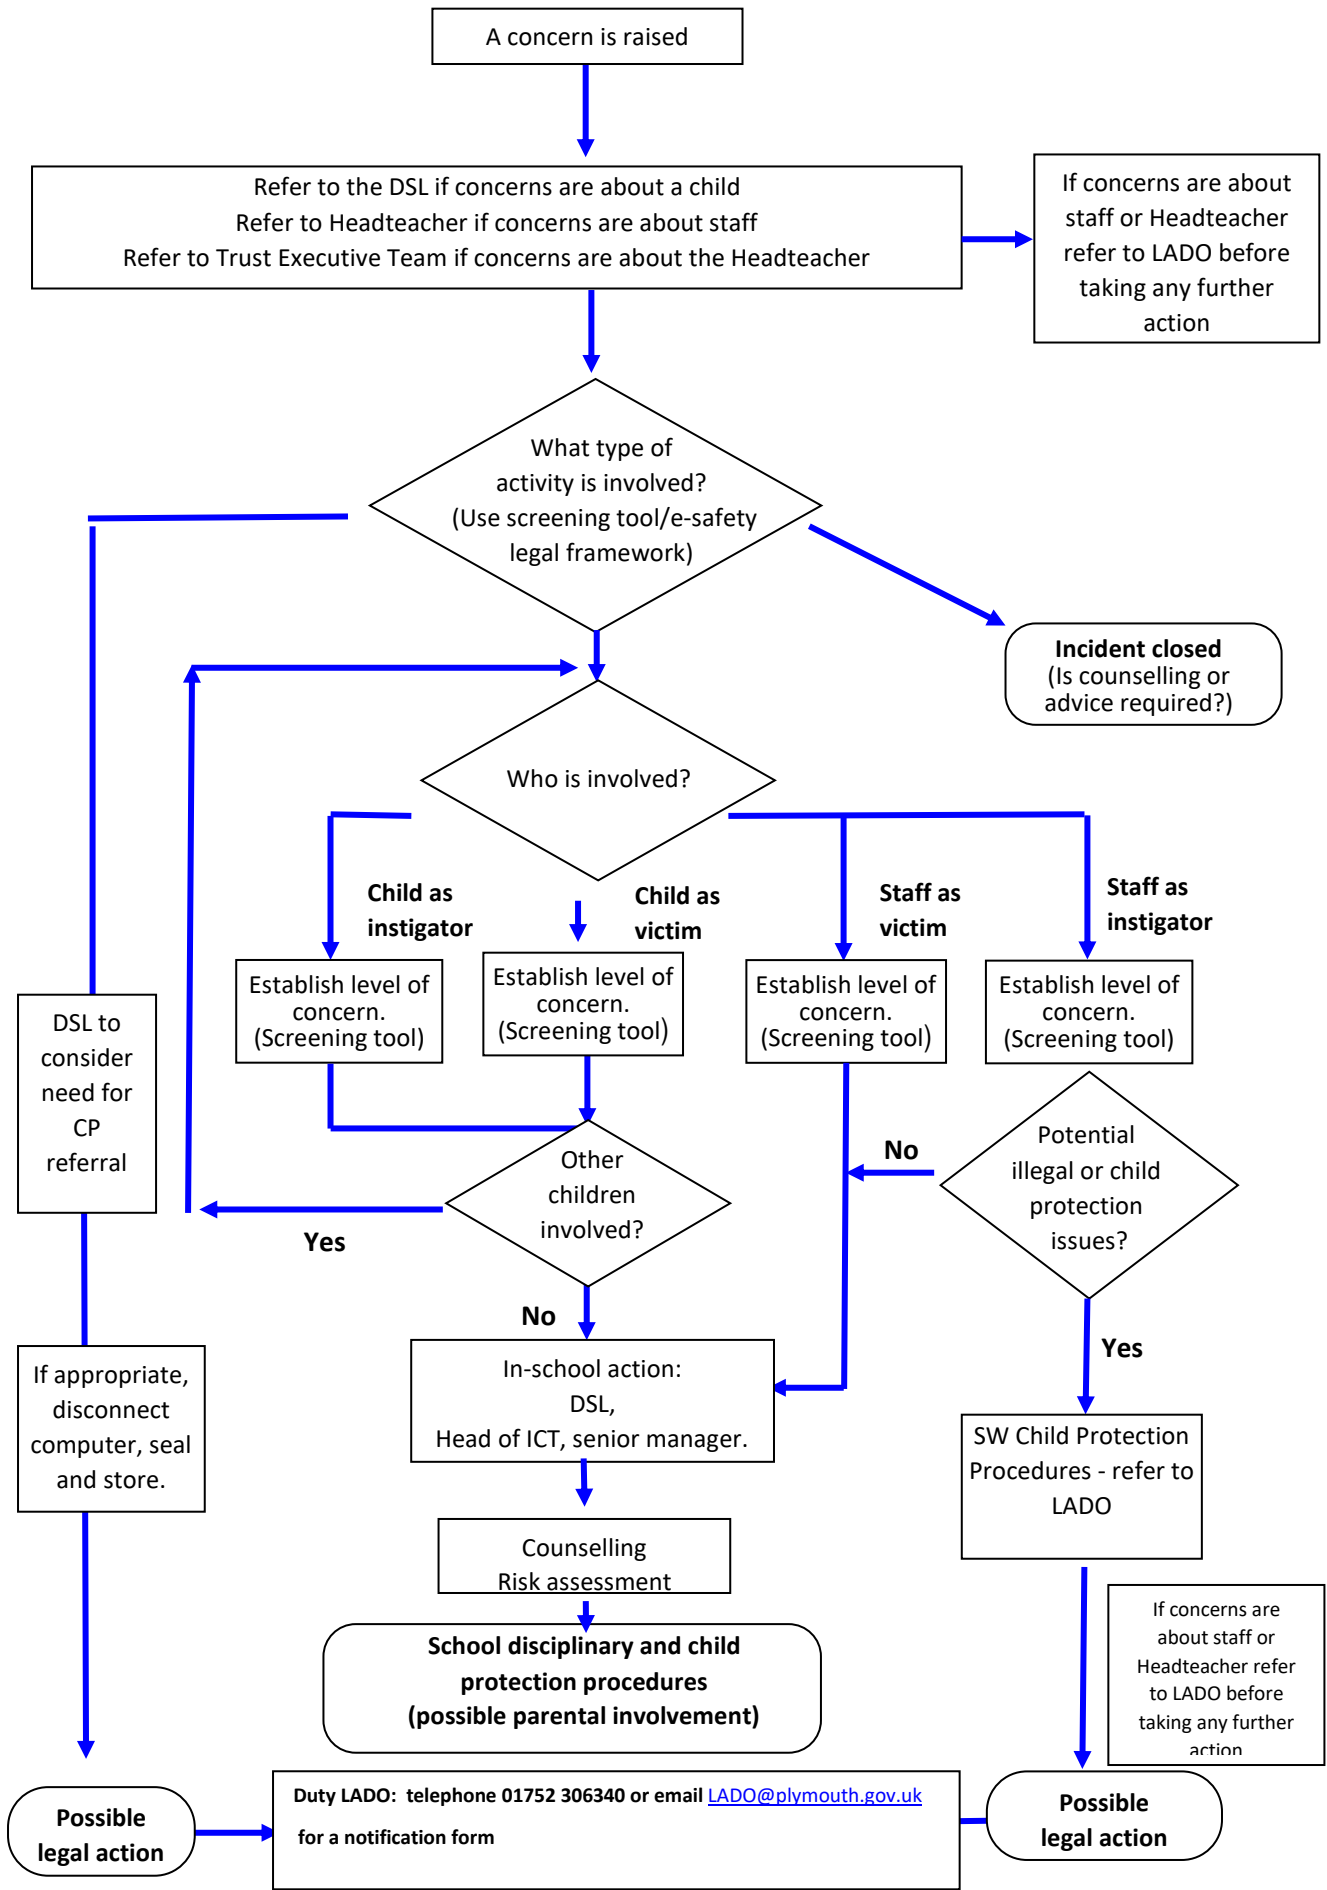 A concern is raised
Refer to the DSL if concerns are about a child
Refer to Headteacher if concerns are about staff
Refer to Trust Executive Team if concerns are about the Headteacher
If concerns are about
staff or Headteacher
refer to LADO before
taking any further
action
What type of
activity is involved?
(Use screening tool/e-safety
legal framework)
Incident closed
(Is counselling or
advice required?)
Who is involved?
Child as
instigator
Child as
victim
Staff as
victim
Staff as
instigator
Establish level of
concern.
(Screening tool)
Establish level of
concern.
(Screening tool)
Establish level of
concern.
(Screening tool)
Establish level of
concern.
(Screening tool)
DSL to
consider
need for
CP
referral
Other
children
involved?
Yes
No
Potential
illegal or child
protection
issues?
No
Yes
If appropriate,
disconnect
computer, seal
and store.
In-school action:
DSL,
Head of ICT, senior manager.
SW Child Protection
Procedures - refer to
LADO
Counselling
Risk assessment
School disciplinary and child
protection procedures
(possible parental involvement)
If concerns are
about staff or
Headteacher refer
to LADO before
taking any further
action
Possible
legal action
Duty LADO: telephone 01752 306340 or email LADO@plymouth.gov.uk
for a notification form
Possible
legal action